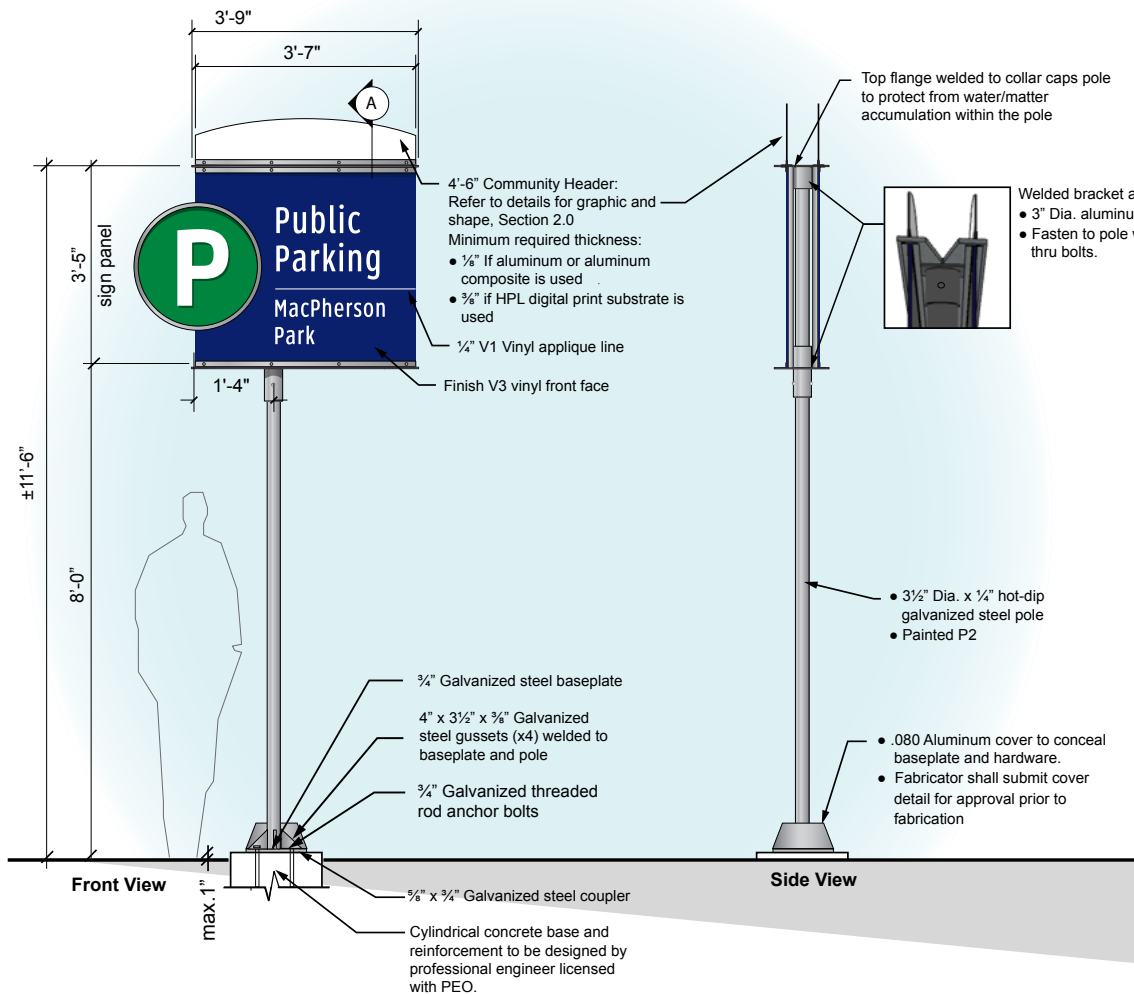 3'-9"
3'-7"
A
Public
Parking
MacPherson
Park
P
3'-5"
sign panel
1'-4"
±11'-6"
8'-0"
max.1"
Front View
4'-6" Community Header:
Refer to details for graphic and
shape, Section 2.0
Minimum required thickness:
● ⅛" If aluminum or aluminum
composite is used
● ⅜" if HPL digital print substrate is
used
¼" V1 Vinyl applique line
Finish V3 vinyl front face
¾" Galvanized steel baseplate
4" x 3½" x ⅜" Galvanized
steel gussets (x4) welded to
baseplate and pole
¾" Galvanized threaded
rod anchor bolts
⅝" x ¾" Galvanized steel coupler
Cylindrical concrete base and
reinforcement to be designed by
professional engineer licensed
with PEO.
Top flange welded to collar caps pole
to protect from water/matter
accumulation within the pole
Welded bracket a
● 3" Dia. aluminu
● Fasten to pole
thru bolts.
● 3½" Dia. x ¼" hot-dip
galvanized steel pole
● Painted P2
● .080 Aluminum cover to conceal
baseplate and hardware.
● Fabricator shall submit cover
detail for approval prior to
fabrication
Side View